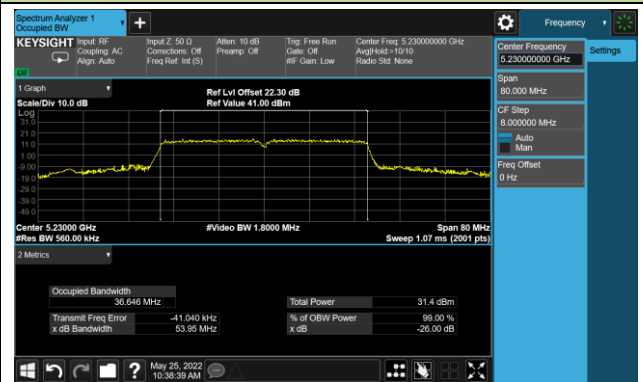 Spectrum Analyzer 1
Occupied BW
Frequency
KEYSIGHT
Input: RF
Coupling: AC
Align: Auto
Input Z: 50 Ω
Corrections: Off
Freq Ref: Int (S)
Atten: 10 dB
Preamp: Off
Trig: Free Run
Gate: Off
#IF Gain: Low
Center Freq: 5.230000000 GHz
Avg|Hold:>10/10
Radio Std: None
Center Frequency
5.230000000 GHz
Settings
Span
80.000 MHz
CF Step
8.000000 MHz
Auto
Man
Freq Offset
0 Hz
1 Graph
Scale/Div 10.0 dB
Ref Lvl Offset 22.30 dB
Ref Value 41.00 dBm
Log
31.0
21.0
11.0
1.00
-9.00
-19.0
-29.0
-39.0
-49.0
Center 5.23000 GHz
#Res BW 560.00 kHz
#Video BW 1.8000 MHz
Span 80 MHz
Sweep 1.07 ms (2001 pts)
2 Metrics
Occupied Bandwidth
36.646 MHz
Total Power
31.4 dBm
Transmit Freq Error
-41.040 kHz
% of OBW Power
99.00 %
x dB Bandwidth
53.95 MHz
x dB
-26.00 dB
May 25, 2022
10:38:39 AM